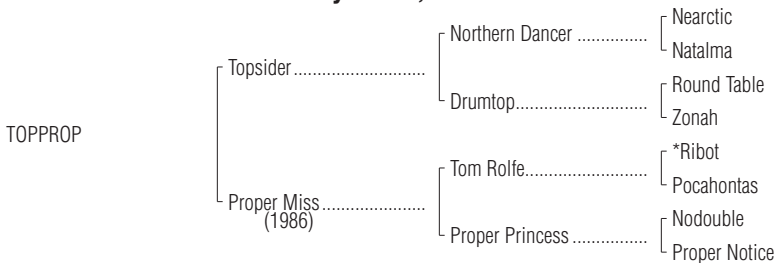 Nearctic
Northern Dancer ...............
Natalma
Topsider...........................
Round Table
Drumtop...........................
Zonah
TOPPROP
*Ribot
Tom Rolfe.........................
Pocahontas
Proper Miss.....................
(1986)
Nodouble
Proper Princess ................
Proper Notice